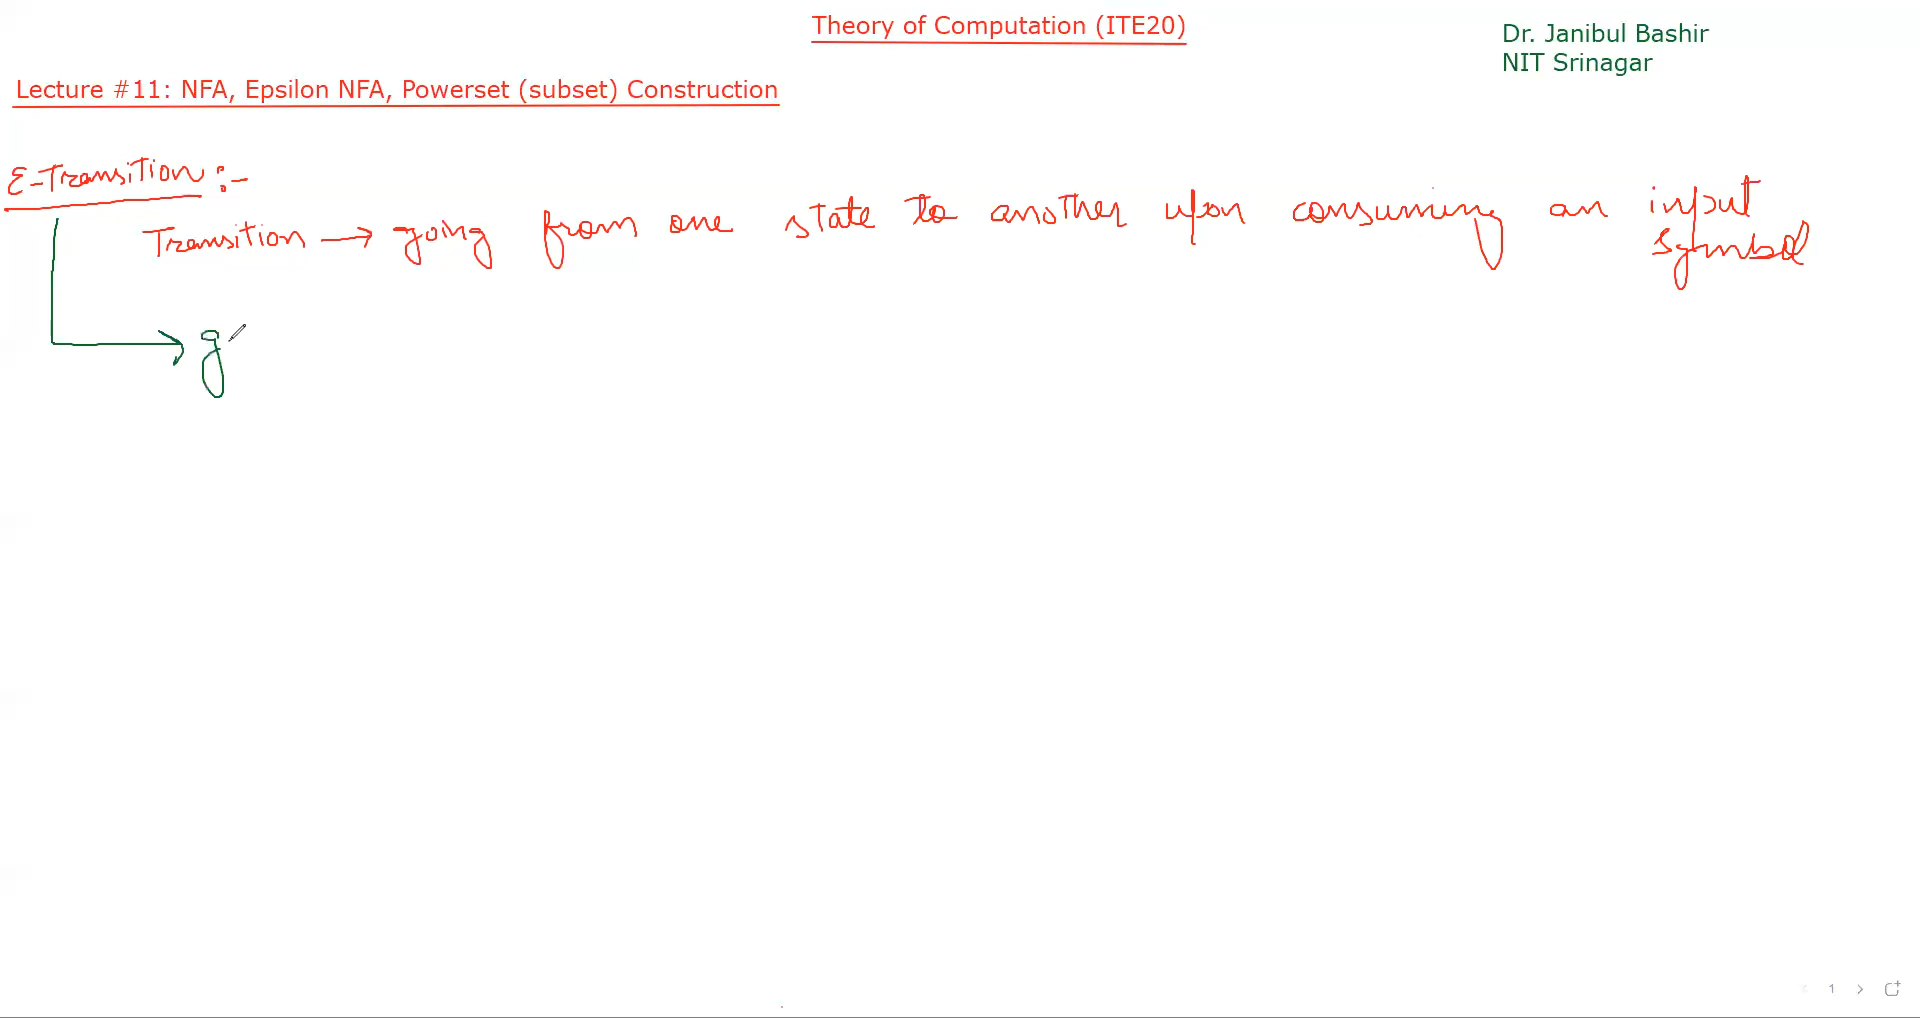 Theory of Computation (ITE20)
Dr. Janibul Bashir
NIT Srinagar
Lecture #11: NFA, Epsilon NFA, Powerset (subset) Construction
ε-Transition :-
Transition → going from one state to another upon consuming an input
symbol
g
1